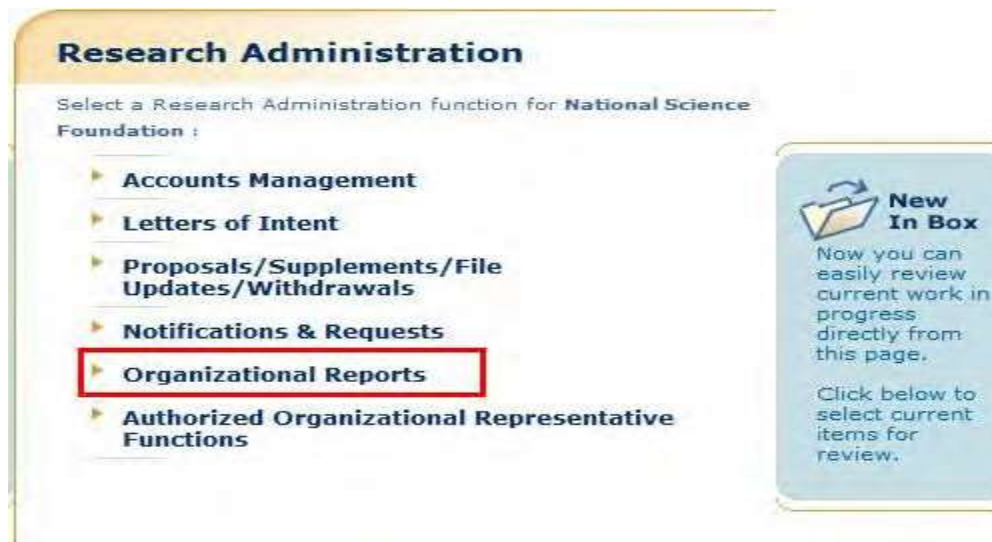 Research Administration
Select a Research Administration function for National Science
Foundation :
Accounts Management
Letters of Intent
Proposals/Supplements/File
Updates/Withdrawals
Notifications & Requests
Organizational Reports
Authorized Organizational Representative
Functions
New
In Box
Now you can
easily review
current work in
progress
directly from
this page.
Click below to
select current
items for
review.